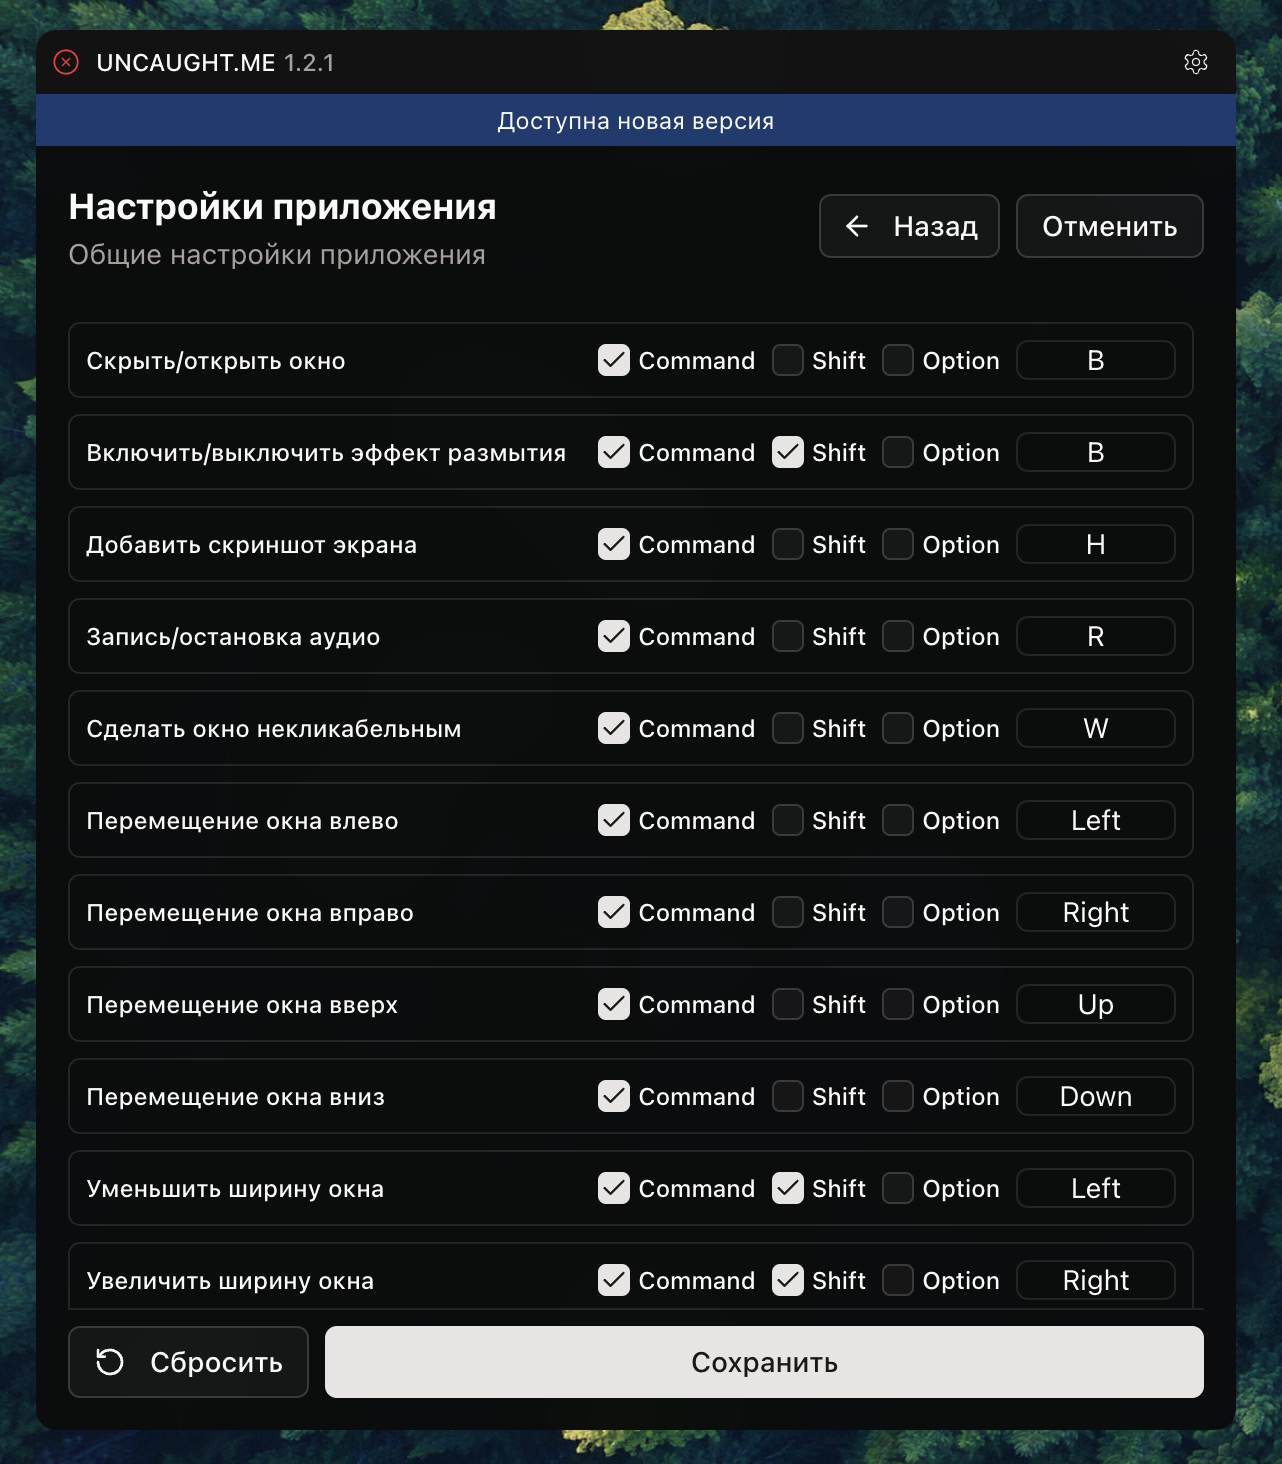 UNCAUGHT.ME 1.2.1
Доступна новая версия
Настройки приложения
Общие настройки приложения
Назад
Отменить
Скрыть/открыть окно Command Shift Option B
Включить/выключить эффект размытия Command Shift Option B
Добавить скриншот экрана Command Shift Option H
Запись/остановка аудио Command Shift Option R
Сделать окно некликабельным Command Shift Option W
Перемещение окна влево Command Shift Option Left
Перемещение окна вправо Command Shift Option Right
Перемещение окна вверх Command Shift Option Up
Перемещение окна вниз Command Shift Option Down
Уменьшить ширину окна Command Shift Option Left
Увеличить ширину окна Command Shift Option Right
Сбросить
Сохранить